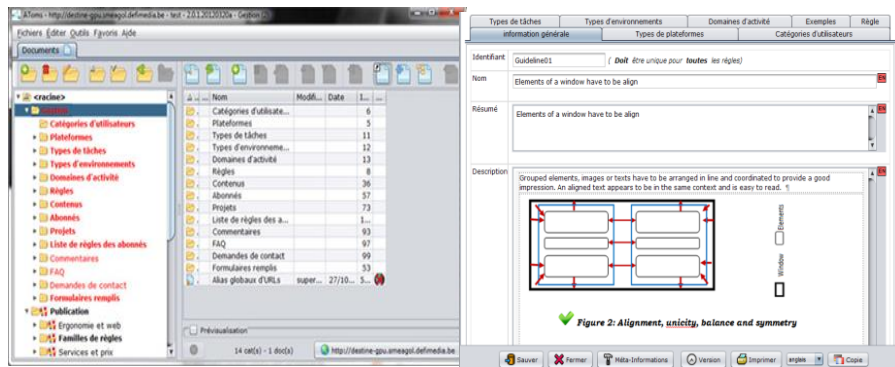 AToms - http://destine-gpu.smeagol.defimedia.be - test - 2.0.1.20120320a - Gestion
Fichiers Éditer Outils Favoris Aide
Documents
<racine>
Catégories d'utilisateurs
Plateformes
Types de tâches
Types d'environnements
Domaines d'activité
Règles
Contenus
Abonnés
Projets
Liste de règles des abonnés
Commentaires
FAQ
Demandes de contact
Formulaires remplis
Publication
Ergonomie et web
Familles de règles
Services et prix
Nom Modifi... Date I... ...
Catégories d'utilisate... 6
Plateformes 5
Types de tâches 11
Types d'environneme... 12
Domaines d'activité 13
Règles 8
Contenus 36
Abonnés 57
Projets 73
Liste de règles des a... 1...
Commentaires 93
FAQ 97
Demandes de contact 99
Formulaires remplis 53
Alias globaux d'URLs super... 27/10... 5...
Prévisualisation
14 cat(s) - 1 doc(s) http://destine-gpu.smeagol.defimedia.be
Types de tâches Types d'environnements Domaines d'activité Exemples Règle
information générale Types de plateformes Catégories d'utilisateurs
Identifiant Guideline01 ( Doit être unique pour toutes les règles)
Nom Elements of a window have to be align EN
Résumé Elements of a window have to be align EN
Description Grouped elements, images or texts have to be arranged in line and coordinated to provide a good EN
impression. An aligned text appears to be in the same context and is easy to read. ¶
Elements
Window
Figure 2: Alignment, unicity, balance and symmetry
Sauver Fermer Méta-Informations Version Imprimer anglais Copie